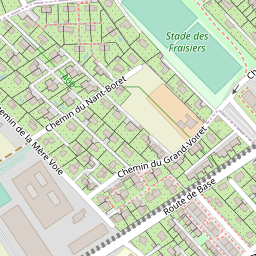 Stade des
Fraisiers
Chemin du Nant-Boret
Chemin de la Mère Voie
Chemin du Grand-Voiret
Route de Base